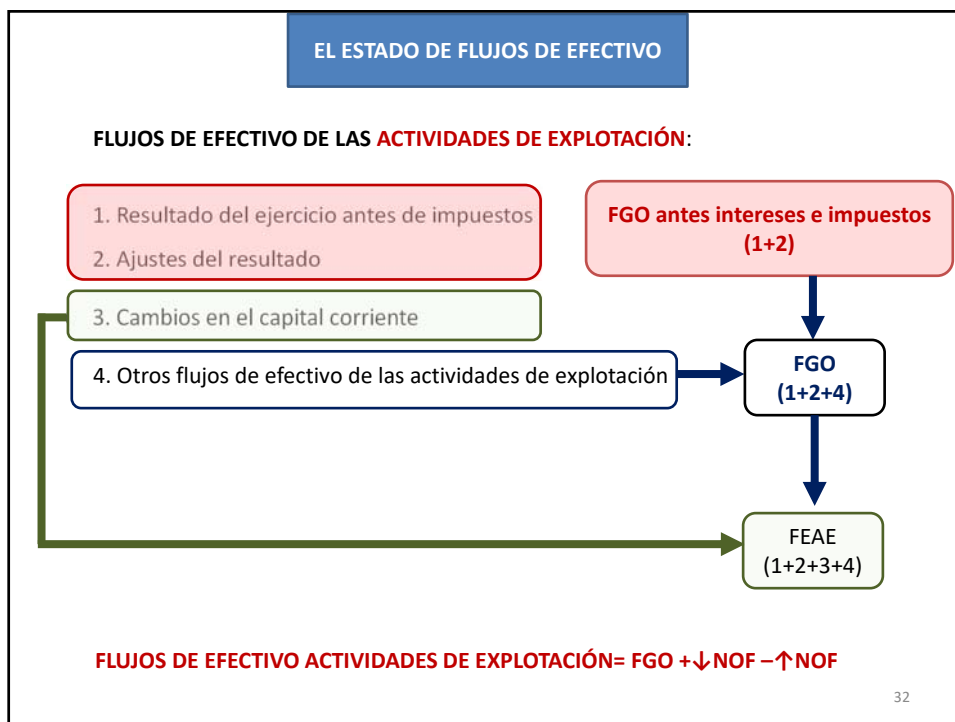 EL ESTADO DE FLUJOS DE EFECTIVO
FLUJOS DE EFECTIVO DE LAS ACTIVIDADES DE EXPLOTACIÓN:
1. Resultado del ejercicio antes de impuestos
2. Ajustes del resultado
FGO antes intereses e impuestos
(1+2)
3. Cambios en el capital corriente
4. Otros flujos de efectivo de las actividades de explotación
FGO
(1+2+4)
FEAE
(1+2+3+4)
FLUJOS DE EFECTIVO ACTIVIDADES DE EXPLOTACIÓN= FGO +↓NOF –↑NOF
32